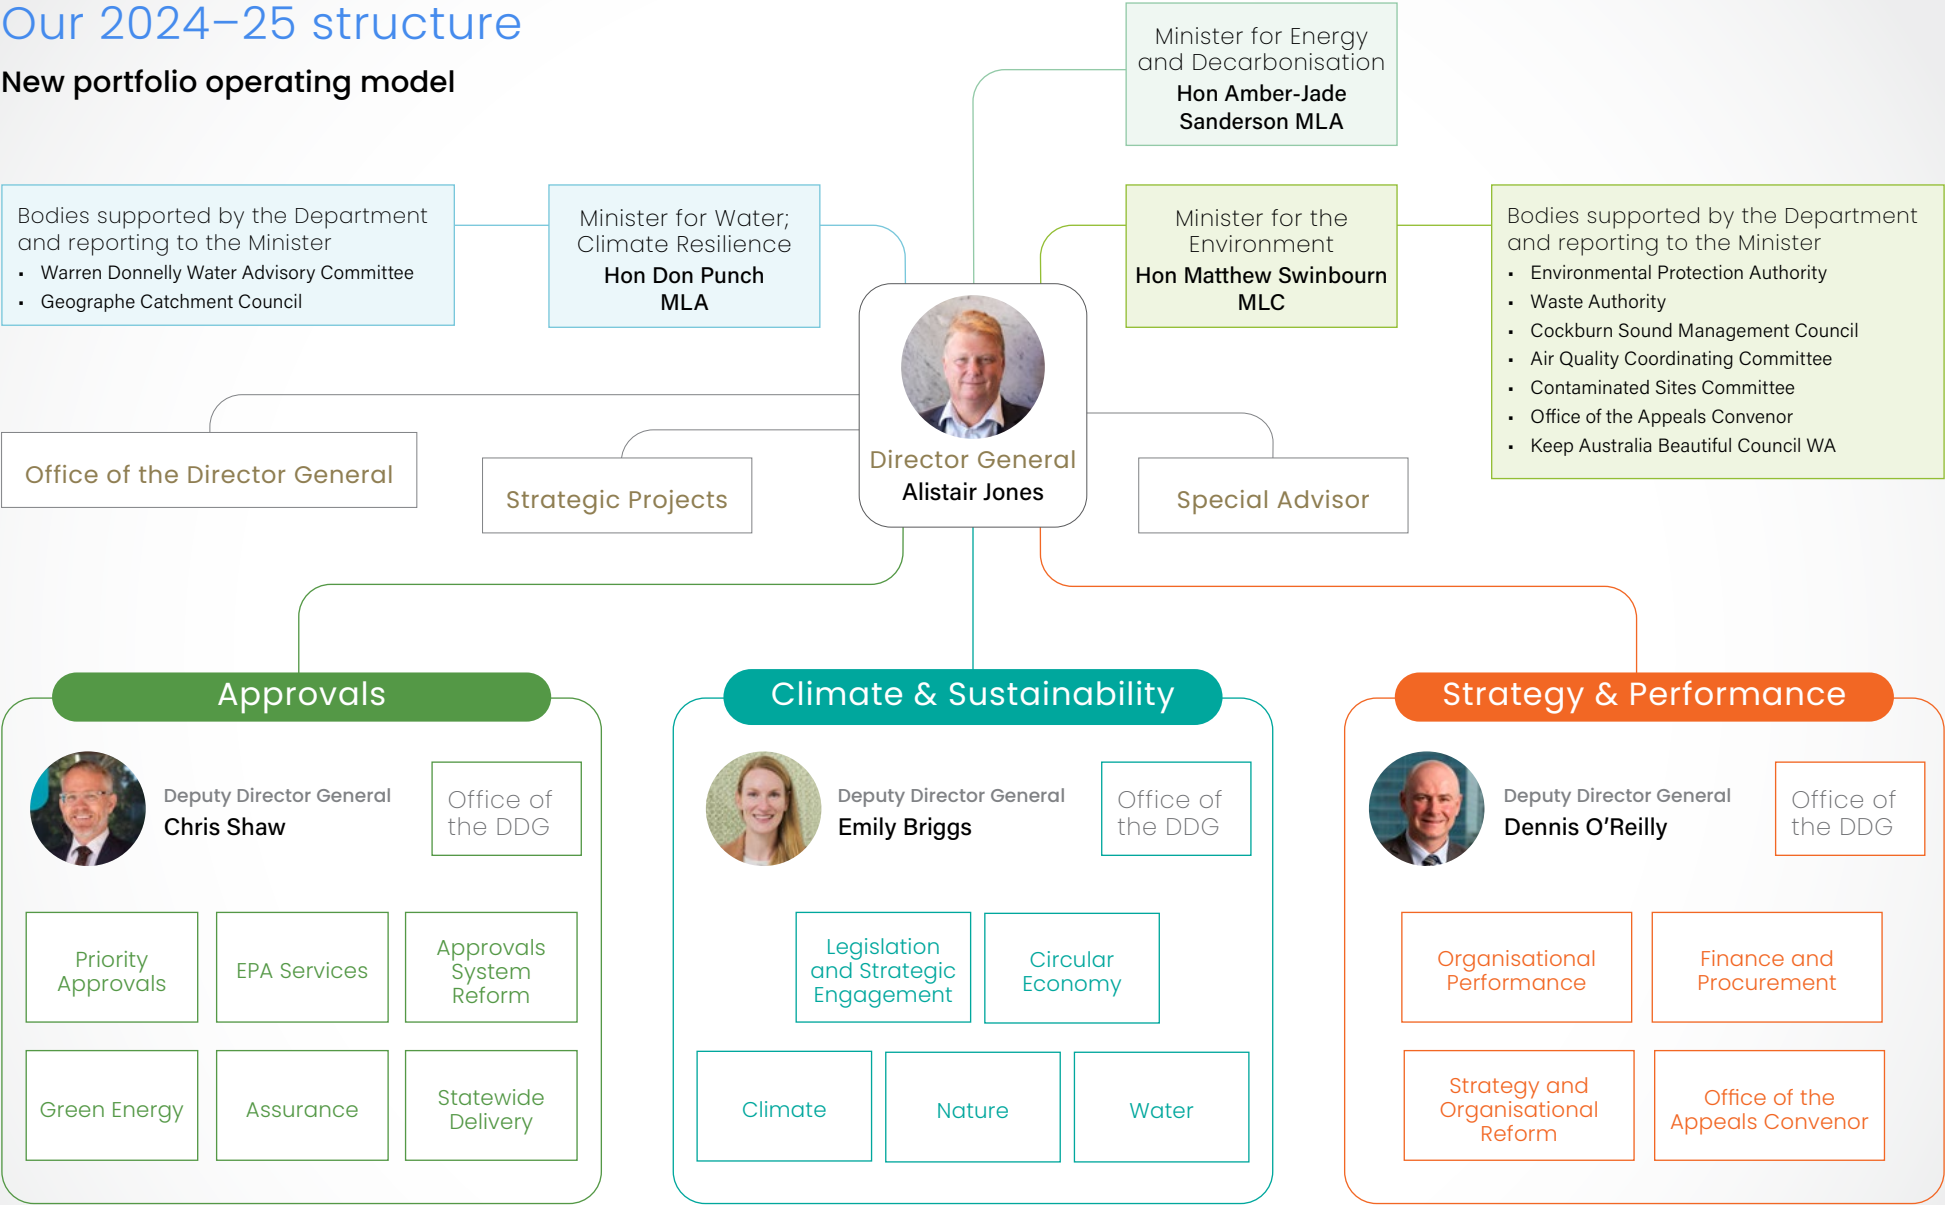 Our 2024–25 structure
New portfolio operating model
Minister for Energy
and Decarbonisation
Hon Amber-Jade
Sanderson MLA
Bodies supported by the Department
and reporting to the Minister
• Warren Donnelly Water Advisory Committee
• Geographe Catchment Council
Minister for Water;
Climate Resilience
Hon Don Punch
MLA
Minister for the
Environment
Hon Matthew Swinbourn
MLC
Bodies supported by the Department
and reporting to the Minister
• Environmental Protection Authority
• Waste Authority
• Cockburn Sound Management Council
• Air Quality Coordinating Committee
• Contaminated Sites Committee
• Office of the Appeals Convenor
• Keep Australia Beautiful Council WA
Director General
Alistair Jones
Office of the Director General
Strategic Projects
Special Advisor
Approvals
Deputy Director General
Chris Shaw
Office of
the DDG
Priority
Approvals
EPA Services
Approvals
System
Reform
Green Energy
Assurance
Statewide
Delivery
Climate & Sustainability
Deputy Director General
Emily Briggs
Office of
the DDG
Legislation
and Strategic
Engagement
Circular
Economy
Climate
Nature
Water
Strategy & Performance
Deputy Director General
Dennis O’Reilly
Office of
the DDG
Organisational
Performance
Finance and
Procurement
Strategy and
Organisational
Reform
Office of the
Appeals Convenor